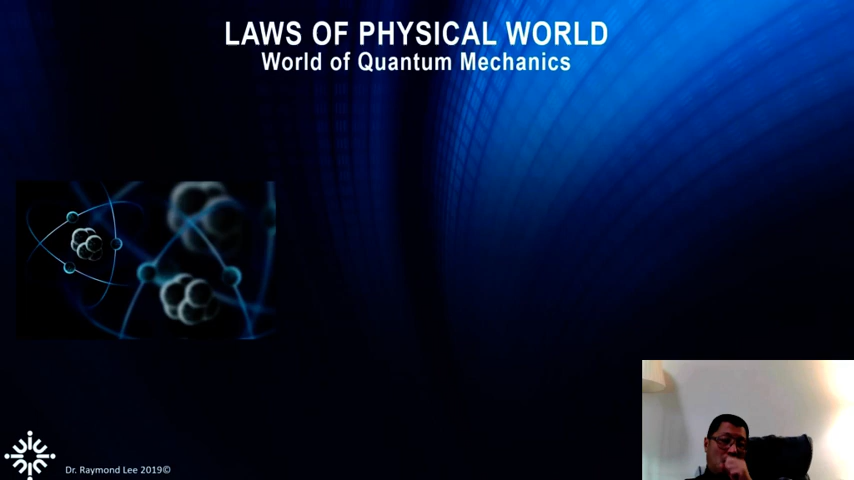 LAWS OF PHYSICAL WORLD
World of Quantum Mechanics
Dr. Raymond Lee 2019©